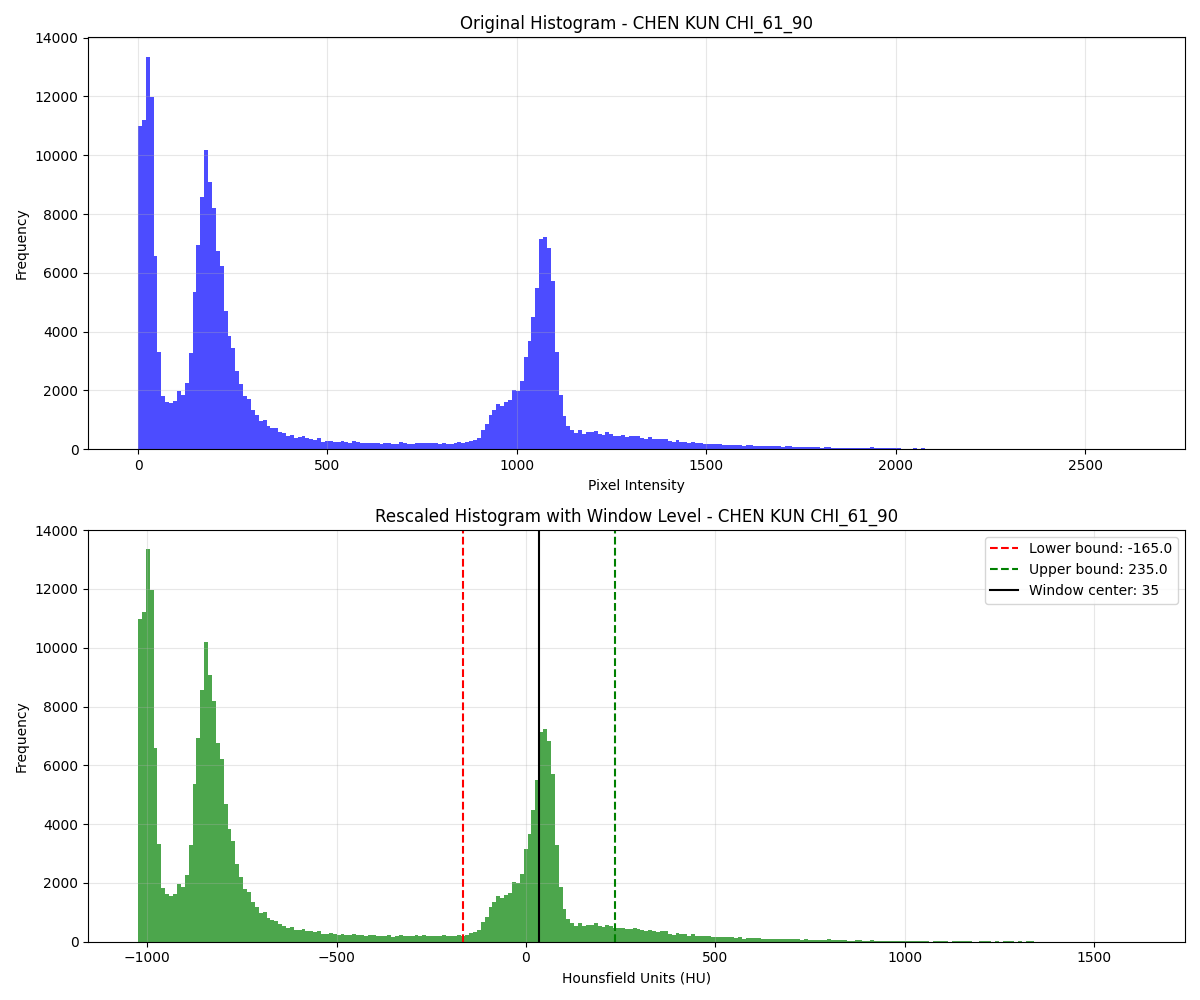 Original Histogram - CHEN KUN CHI_61_90
14000
12000
10000
8000
6000
4000
2000
0
Frequency
0 500 1000 1500 2000 2500
Pixel Intensity
Rescaled Histogram with Window Level - CHEN KUN CHI_61_90
14000
12000
10000
8000
6000
4000
2000
0
Frequency
Lower bound: -165.0
Upper bound: 235.0
Window center: 35
−1000 −500 0 500 1000 1500
Hounsfield Units (HU)